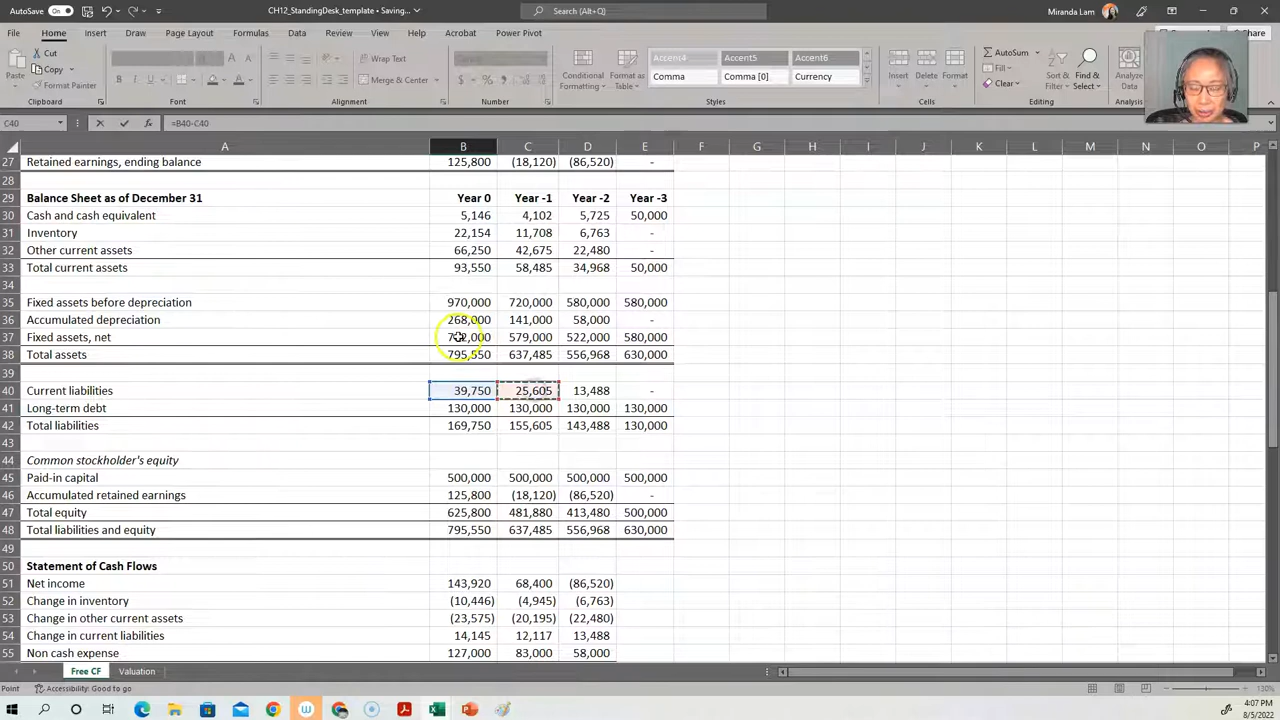 AutoSave On CH12_StandingDesk_template • Saving... Search (Alt+Q) Miranda Lam
File Home Insert Draw Page Layout Formulas Data Review View Help Acrobat Power Pivot Share
Paste Cut Copy Format Painter Wrap Text Merge & Center Conditional Formatting Format as Table Accent4 Accent5 Accent6 Comma Comma [0] Currency Insert Delete Format AutoSum Fill Clear Sort & Filter Find & Select Analyze Data
Clipboard Font Alignment Number Styles Cells Editing Analysis
C40 fx =B40-C40
A B C D E F G H I J K L M N O P
27 Retained earnings, ending balance 125,800 (18,120) (86,520) -
28
29 Balance Sheet as of December 31 Year 0 Year -1 Year -2 Year -3
30 Cash and cash equivalent 5,146 4,102 5,725 50,000
31 Inventory 22,154 11,708 6,763 -
32 Other current assets 66,250 42,675 22,480 -
33 Total current assets 93,550 58,485 34,968 50,000
34
35 Fixed assets before depreciation 970,000 720,000 580,000 580,000
36 Accumulated depreciation 268,000 141,000 58,000 -
37 Fixed assets, net 579,000 522,000 580,000
38 Total assets 795,550 637,485 556,968 630,000
39
40 Current liabilities 39,750 25,605 13,488 -
41 Long-term debt 130,000 130,000 130,000 130,000
42 Total liabilities 169,750 155,605 143,488 130,000
43
44 Common stockholder's equity
45 Paid-in capital 500,000 500,000 500,000 500,000
46 Accumulated retained earnings 125,800 (18,120) (86,520) -
47 Total equity 625,800 481,880 413,480 500,000
48 Total liabilities and equity 795,550 637,485 556,968 630,000
49
50 Statement of Cash Flows
51 Net income 143,920 68,400 (86,520)
52 Change in inventory (10,446) (4,945) (6,763)
53 Change in other current assets (23,575) (20,195) (22,480)
54 Change in current liabilities 14,145 12,117 13,488
55 Non cash expense 127,000 83,000 58,000
Free CF Valuation
Point Accessibility: Good to go 130%
4:07 PM
8/5/2022